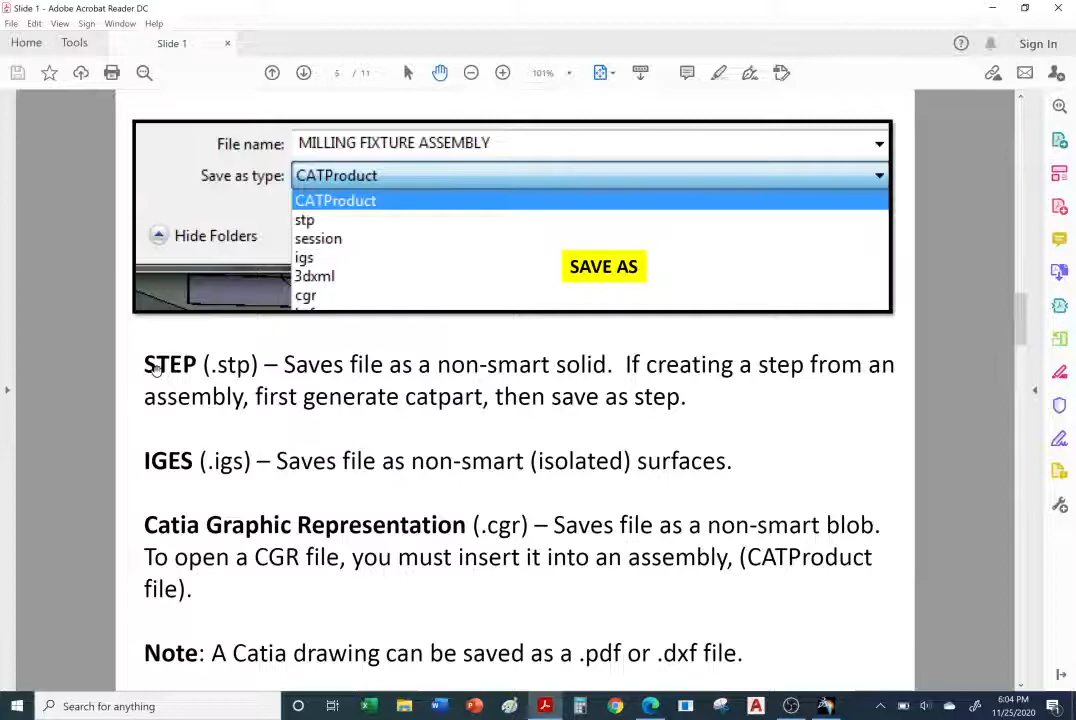 Slide 1 - Adobe Acrobat Reader DC
File Edit View Sign Window Help
Home Tools Slide 1 × Sign In
5 / 11 101%
File name: MILLING FIXTURE ASSEMBLY
Save as type: CATProduct
CATProduct
stp
Hide Folders session
igs
SAVE AS
3dxml
cgr
STEP (.stp) – Saves file as a non-smart solid. If creating a step from an
assembly, first generate catpart, then save as step.
IGES (.igs) – Saves file as non-smart (isolated) surfaces.
Catia Graphic Representation (.cgr) – Saves file as a non-smart blob.
To open a CGR file, you must insert it into an assembly, (CATProduct
file).
Note: A Catia drawing can be saved as a .pdf or .dxf file.
Search for anything
6:04 PM
11/25/2020